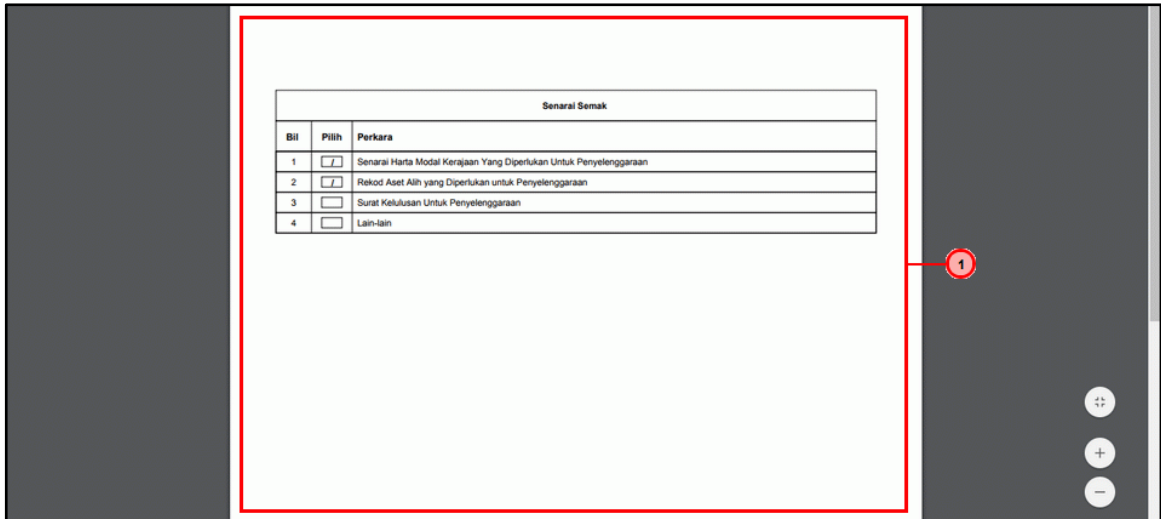 Senarai Semak
Bil Pilih Perkara
1 / Senarai Harta Modal Kerajaan Yang Diperlukan Untuk Penyelenggaraan
2 / Rekod Aset Alih yang Diperlukan untuk Penyelenggaraan
3 Surat Kelulusan Untuk Penyelenggaraan
4 Lain-lain
1